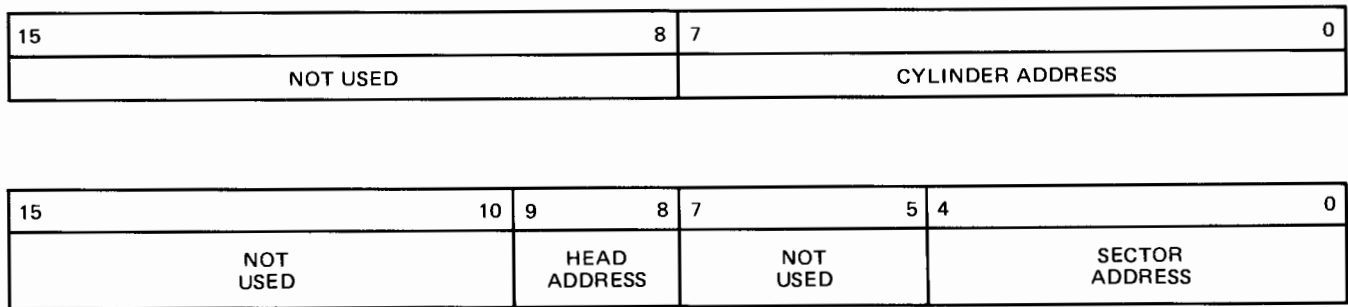 15 8 7 0
NOT USED CYLINDER ADDRESS
15 10 9 8 7 5 4 0
NOT HEAD NOT SECTOR
USED ADDRESS USED ADDRESS